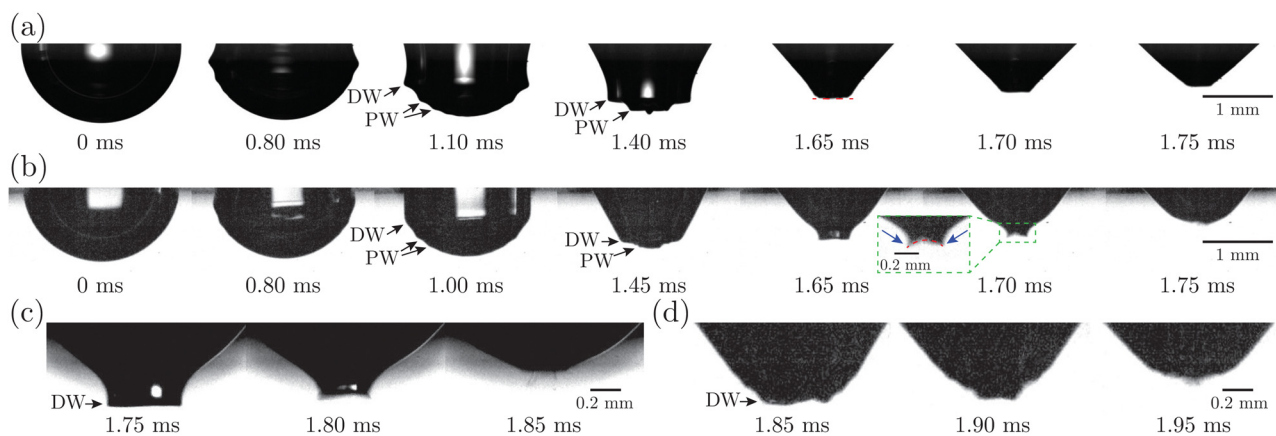 (a)
DW
PW
DW
PW
1 mm
0 ms
0.80 ms
1.10 ms
1.40 ms
1.65 ms
1.70 ms
1.75 ms
(b)
DW
PW
DW
PW
0.2 mm
1 mm
0 ms
0.80 ms
1.00 ms
1.45 ms
1.65 ms
1.70 ms
1.75 ms
(c)
DW
0.2 mm
1.75 ms
1.80 ms
1.85 ms
(d)
DW
0.2 mm
1.85 ms
1.90 ms
1.95 ms